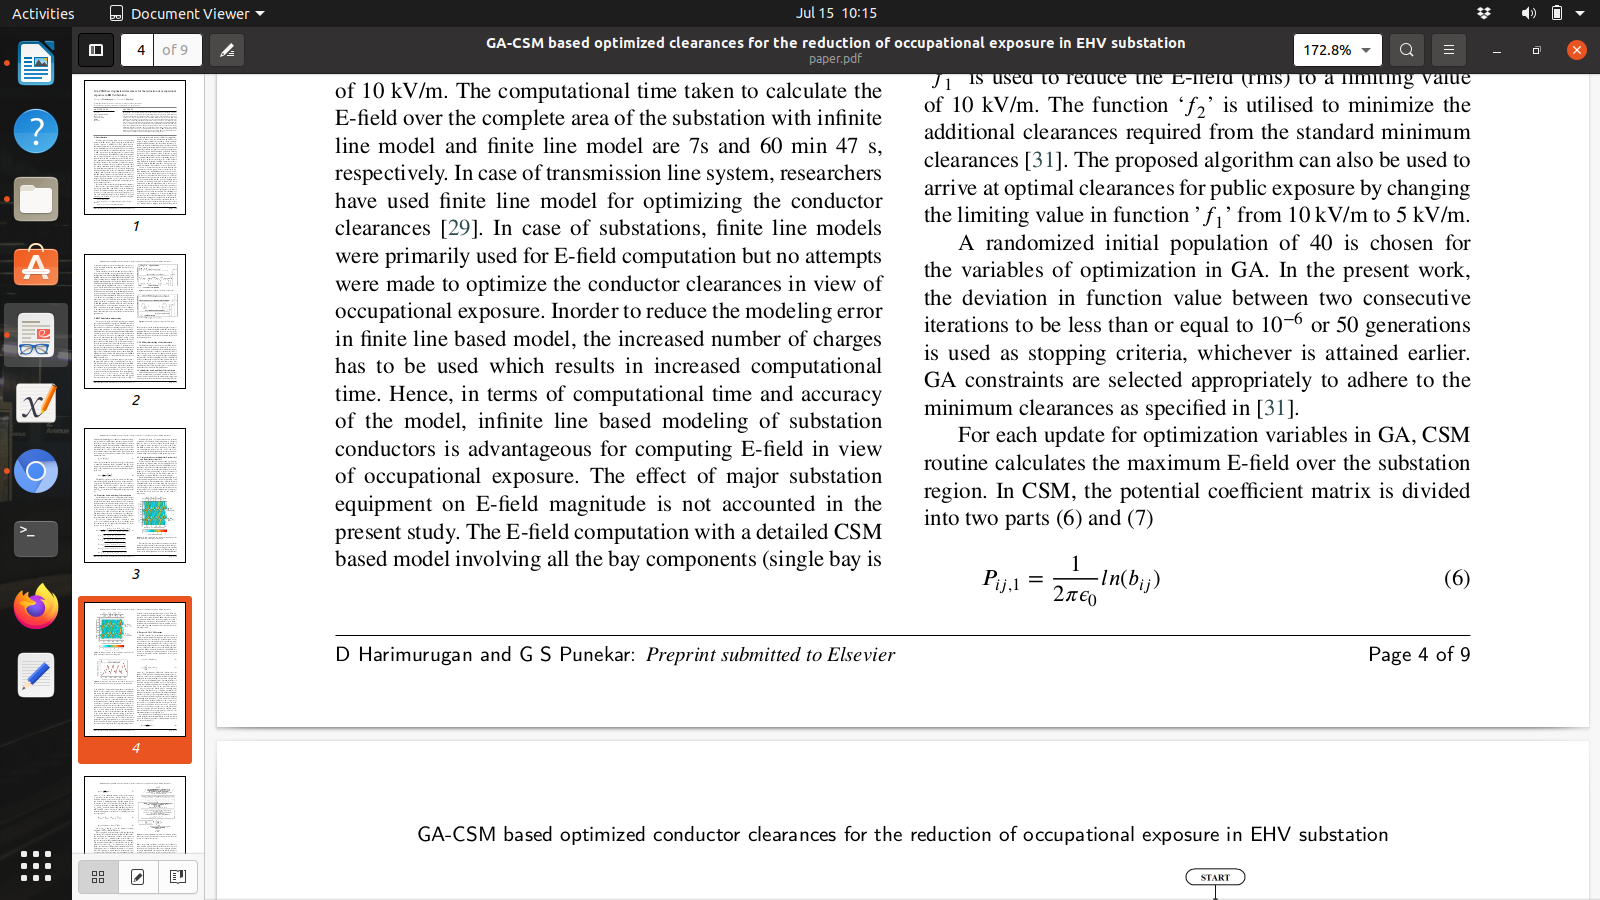 Activities
Document Viewer
Jul 15 10:15
4 of 9
GA-CSM based optimized clearances for the reduction of occupational exposure in EHV substation
paper.pdf
172.8%
1
2
3
4
of 10 kV/m. The computational time taken to calculate the
E-field over the complete area of the substation with infinite
line model and finite line model are 7s and 60 min 47 s,
respectively. In case of transmission line system, researchers
have used finite line model for optimizing the conductor
clearances [29]. In case of substations, finite line models
were primarily used for E-field computation but no attempts
were made to optimize the conductor clearances in view of
occupational exposure. Inorder to reduce the modeling error
in finite line based model, the increased number of charges
has to be used which results in increased computational
time. Hence, in terms of computational time and accuracy
of the model, infinite line based modeling of substation
conductors is advantageous for computing E-field in view
of occupational exposure. The effect of major substation
equipment on E-field magnitude is not accounted in the
present study. The E-field computation with a detailed CSM
based model involving all the bay components (single bay is
f₁ is used to reduce the E-field (rms) to a limiting value
of 10 kV/m. The function ‘f₂’ is utilised to minimize the
additional clearances required from the standard minimum
clearances [31]. The proposed algorithm can also be used to
arrive at optimal clearances for public exposure by changing
the limiting value in function ’f₁’ from 10 kV/m to 5 kV/m.
A randomized initial population of 40 is chosen for
the variables of optimization in GA. In the present work,
the deviation in function value between two consecutive
iterations to be less than or equal to 10⁻⁶ or 50 generations
is used as stopping criteria, whichever is attained earlier.
GA constraints are selected appropriately to adhere to the
minimum clearances as specified in [31].
For each update for optimization variables in GA, CSM
routine calculates the maximum E-field over the substation
region. In CSM, the potential coefficient matrix is divided
into two parts (6) and (7)
P_{ij,1} = 1/(2πϵ₀) ln(b_{ij}) (6)
D Harimurugan and G S Punekar: Preprint submitted to Elsevier
Page 4 of 9
GA-CSM based optimized conductor clearances for the reduction of occupational exposure in EHV substation
START